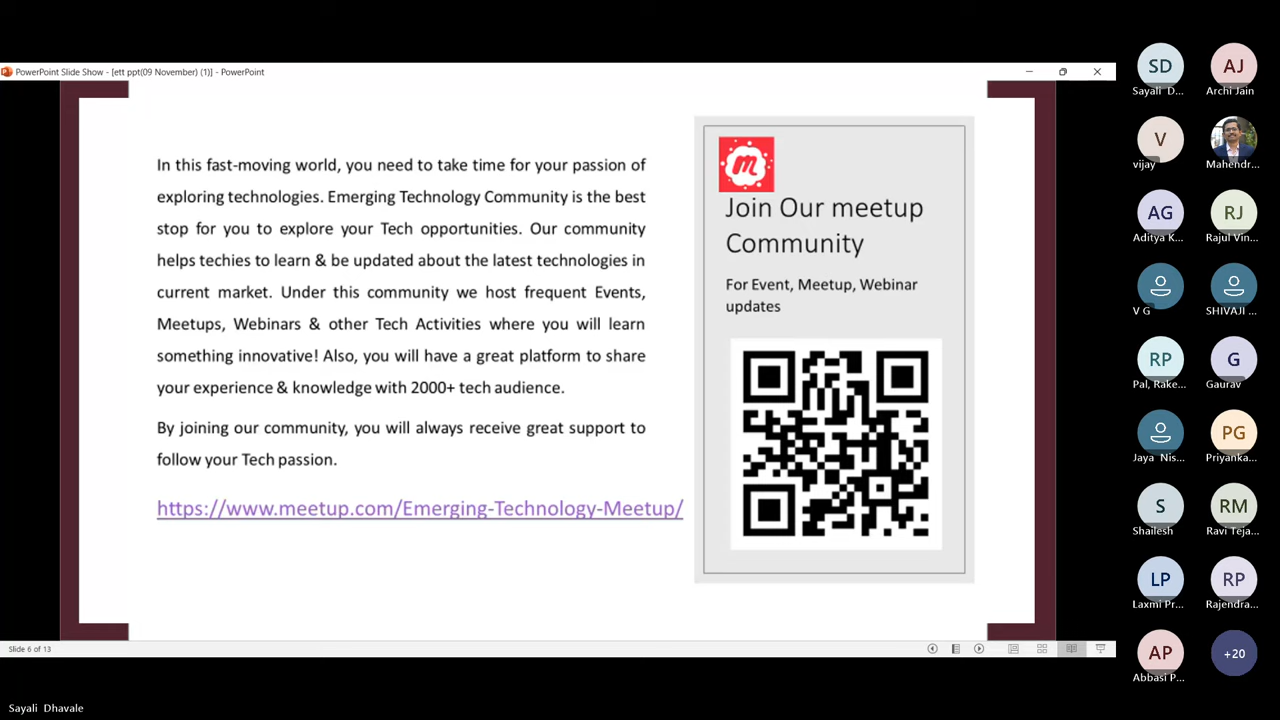 PowerPoint Slide Show - [ett ppt(09 November) (1)] - PowerPoint
In this fast-moving world, you need to take time for your passion of
exploring technologies. Emerging Technology Community is the best
stop for you to explore your Tech opportunities. Our community
helps techies to learn & be updated about the latest technologies in
current market. Under this community we host frequent Events,
Meetups, Webinars & other Tech Activities where you will learn
something innovative! Also, you will have a great platform to share
your experience & knowledge with 2000+ tech audience.
By joining our community, you will always receive great support to
follow your Tech passion.
https://www.meetup.com/Emerging-Technology-Meetup/
m
Join Our meetup
Community
For Event, Meetup, Webinar
updates
Slide 6 of 13
SD
Sayali D...
AJ
Archi Jain
V
vijay
Mahendr...
AG
Aditya K...
RJ
Rajul Vin...
V G
SHIVAJI ...
RP
Pal, Rake...
G
Gaurav
Jaya Nis...
PG
Priyanka...
S
Shailesh
RM
Ravi Teja...
LP
Laxmi Pr...
RP
Rajendra...
AP
Abbasi P...
+20
Sayali Dhavale